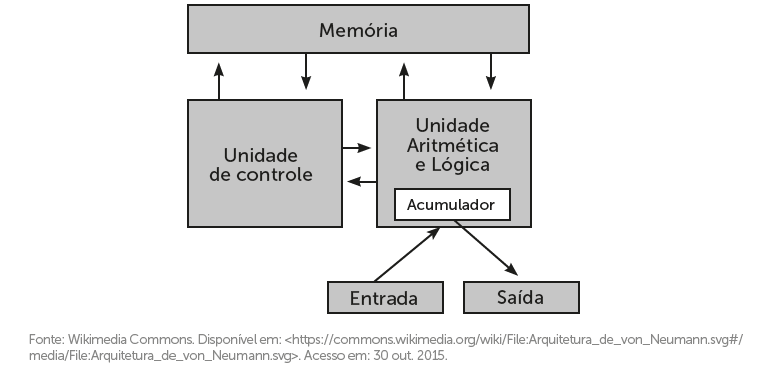 Memória
Unidade
de controle
Unidade
Aritmética
e Lógica
Acumulador
Entrada
Saída
Fonte: Wikimedia Commons. Disponível em: <https://commons.wikimedia.org/wiki/File:Arquitetura_de_von_Neumann.svg#/
media/File:Arquitetura_de_von_Neumann.svg>. Acesso em: 30 out. 2015.